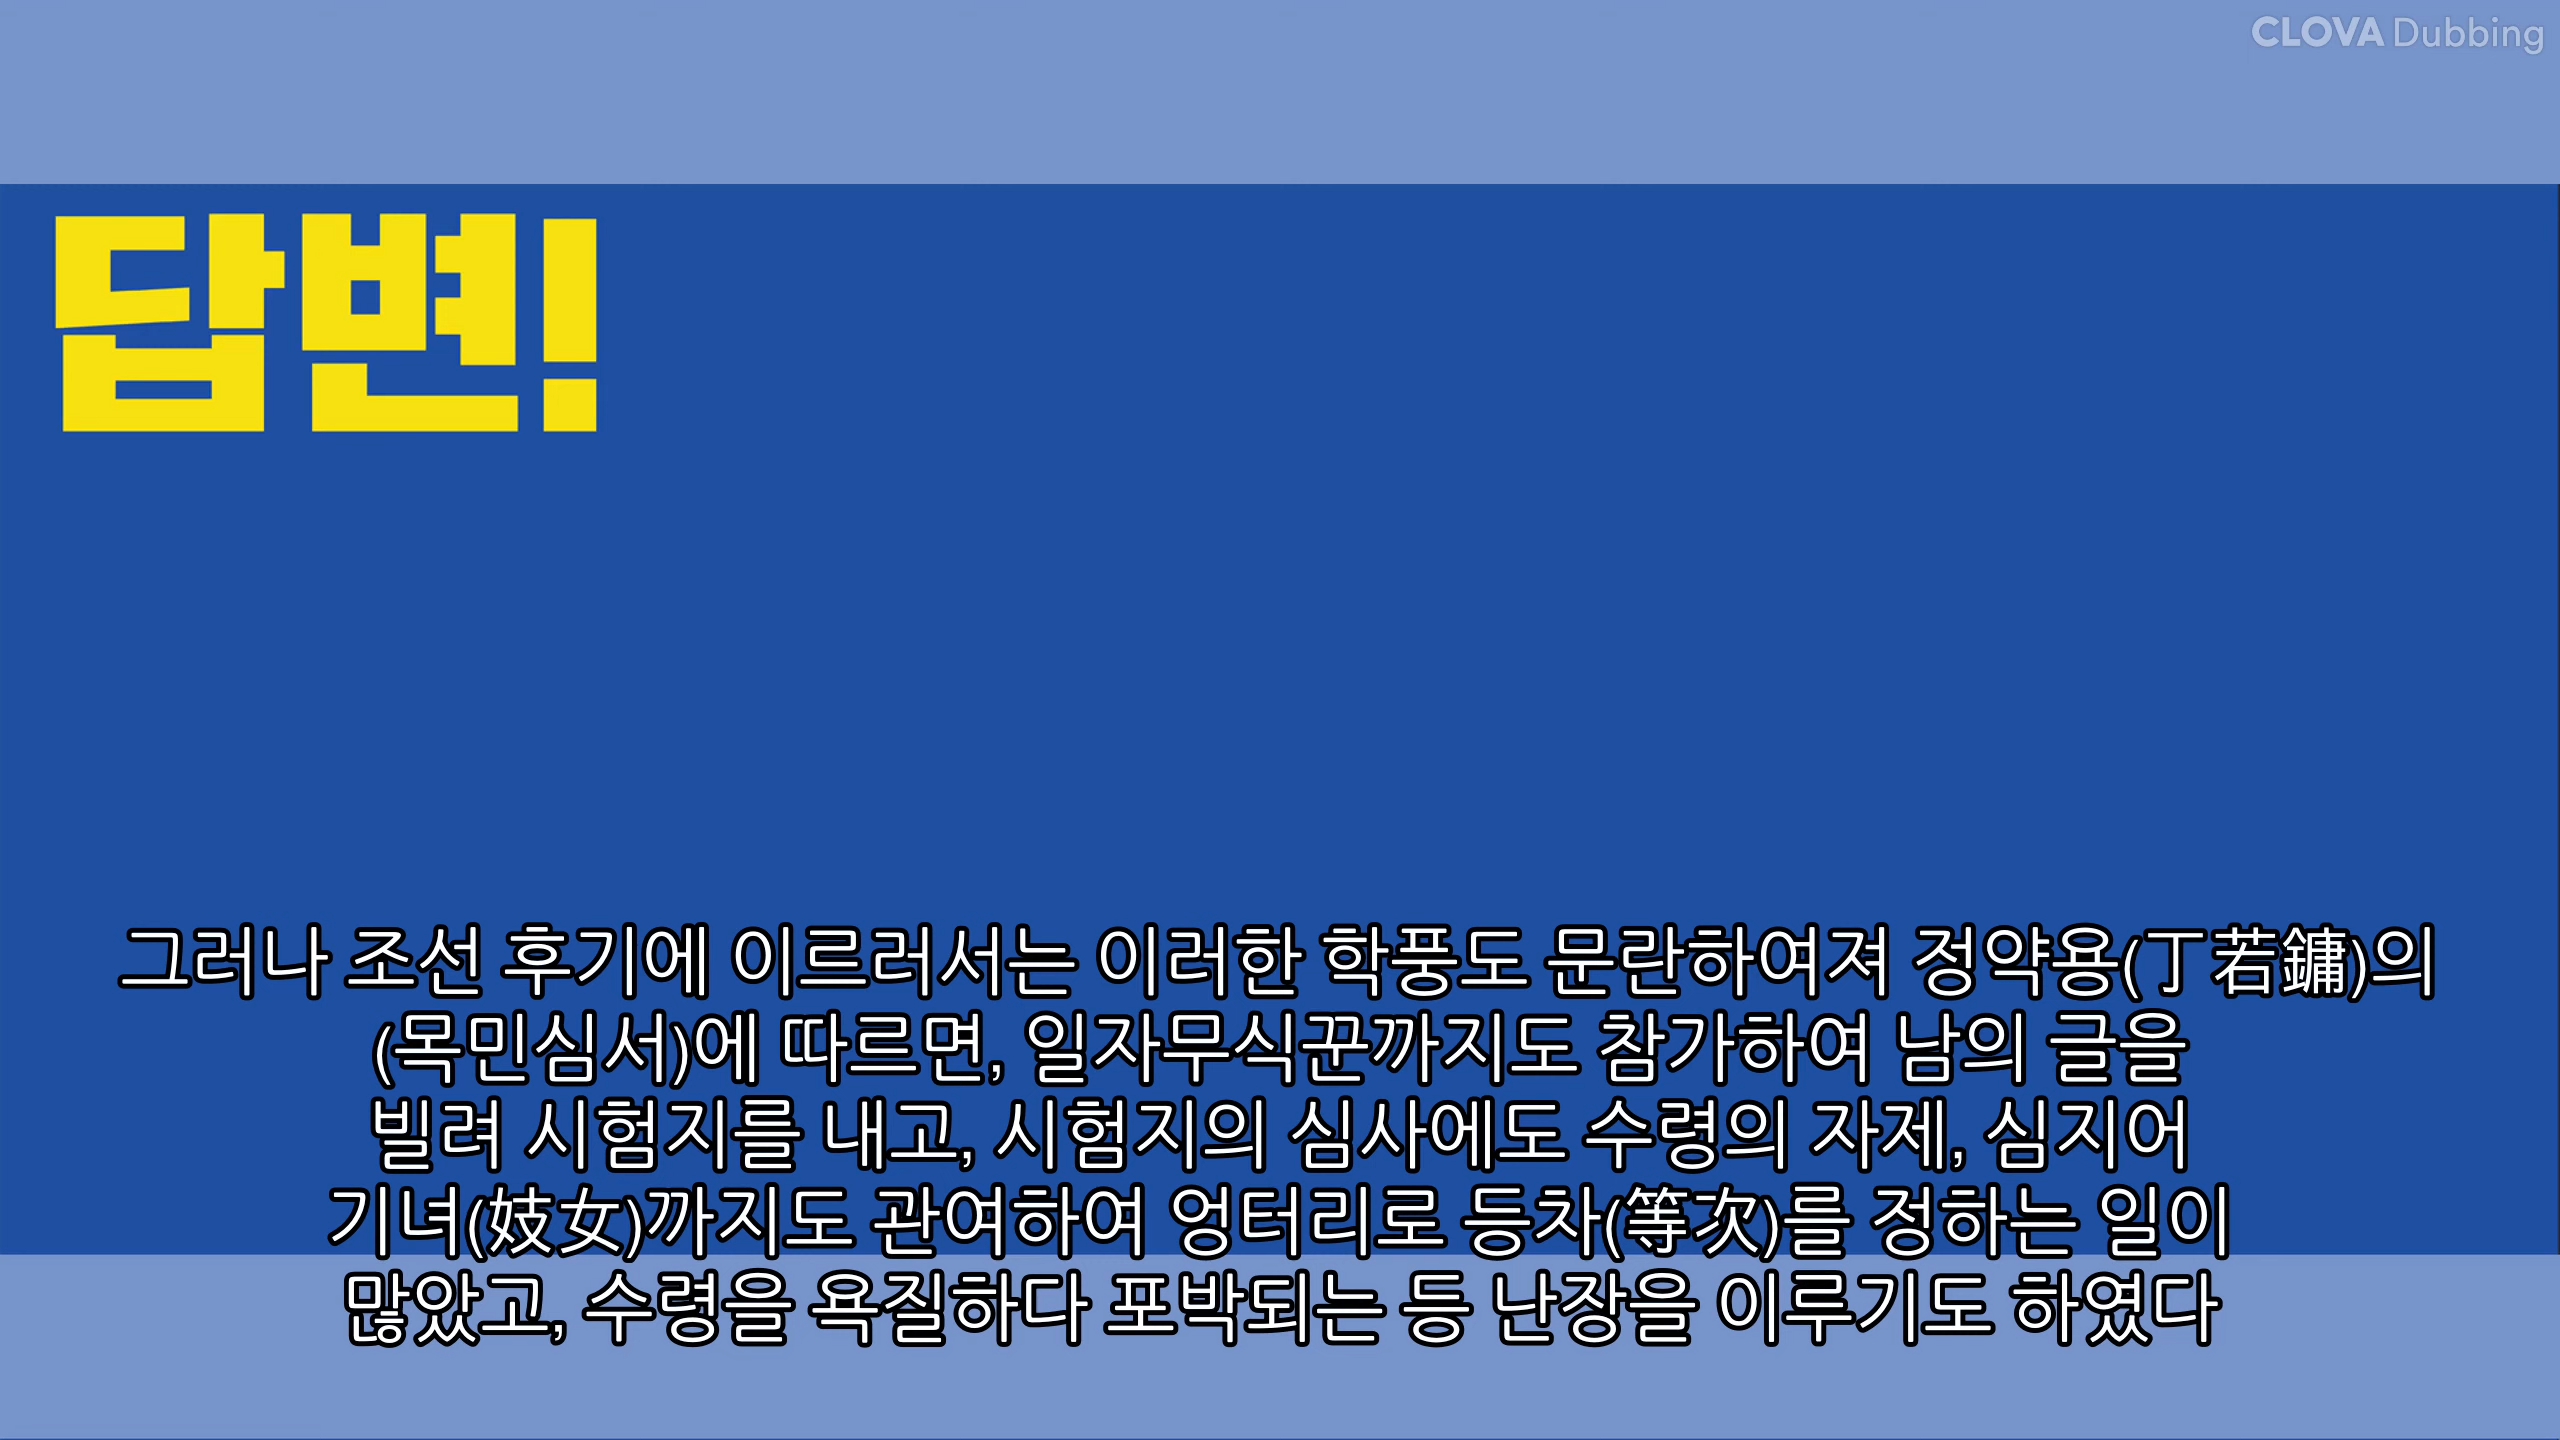 CLOVA Dubbing
답변!
그러나 조선 후기에 이르러서는 이러한 학풍도 문란하여져 정약용(丁若鏞)의
(목민심서)에 따르면, 일자무식꾼까지도 참가하여 남의 글을
빌려 시험지를 내고, 시험지의 심사에도 수령의 자제, 심지어
기녀(妓女)까지도 관여하여 엉터리로 등차(等次)를 정하는 일이
많았고, 수령을 욕질하다 포박되는 등 난장을 이루기도 하였다